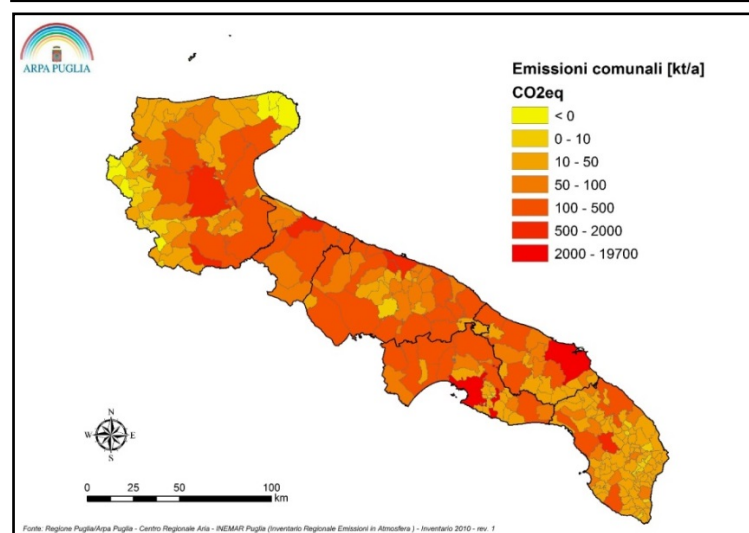 ARPA PUGLIA
Emissioni comunali [kt/a]
CO2eq
< 0
0 - 10
10 - 50
50 - 100
100 - 500
500 - 2000
2000 - 19700
N
W E
S
0 25 50 100
km
Fonte: Regione Puglia/Arpa Puglia - Centro Regionale Aria - INEMAR Puglia (Inventario Regionale Emissioni in Atmosfera ) - Inventario 2010 - rev. 1